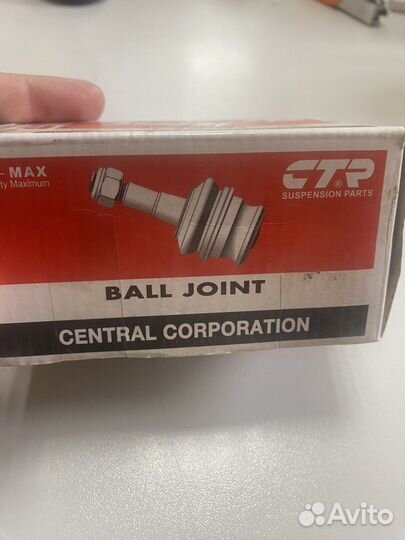 - MAX
ty Maximum
CTR
®
SUSPENSION PARTS
BALL JOINT
CENTRAL CORPORATION
Avito